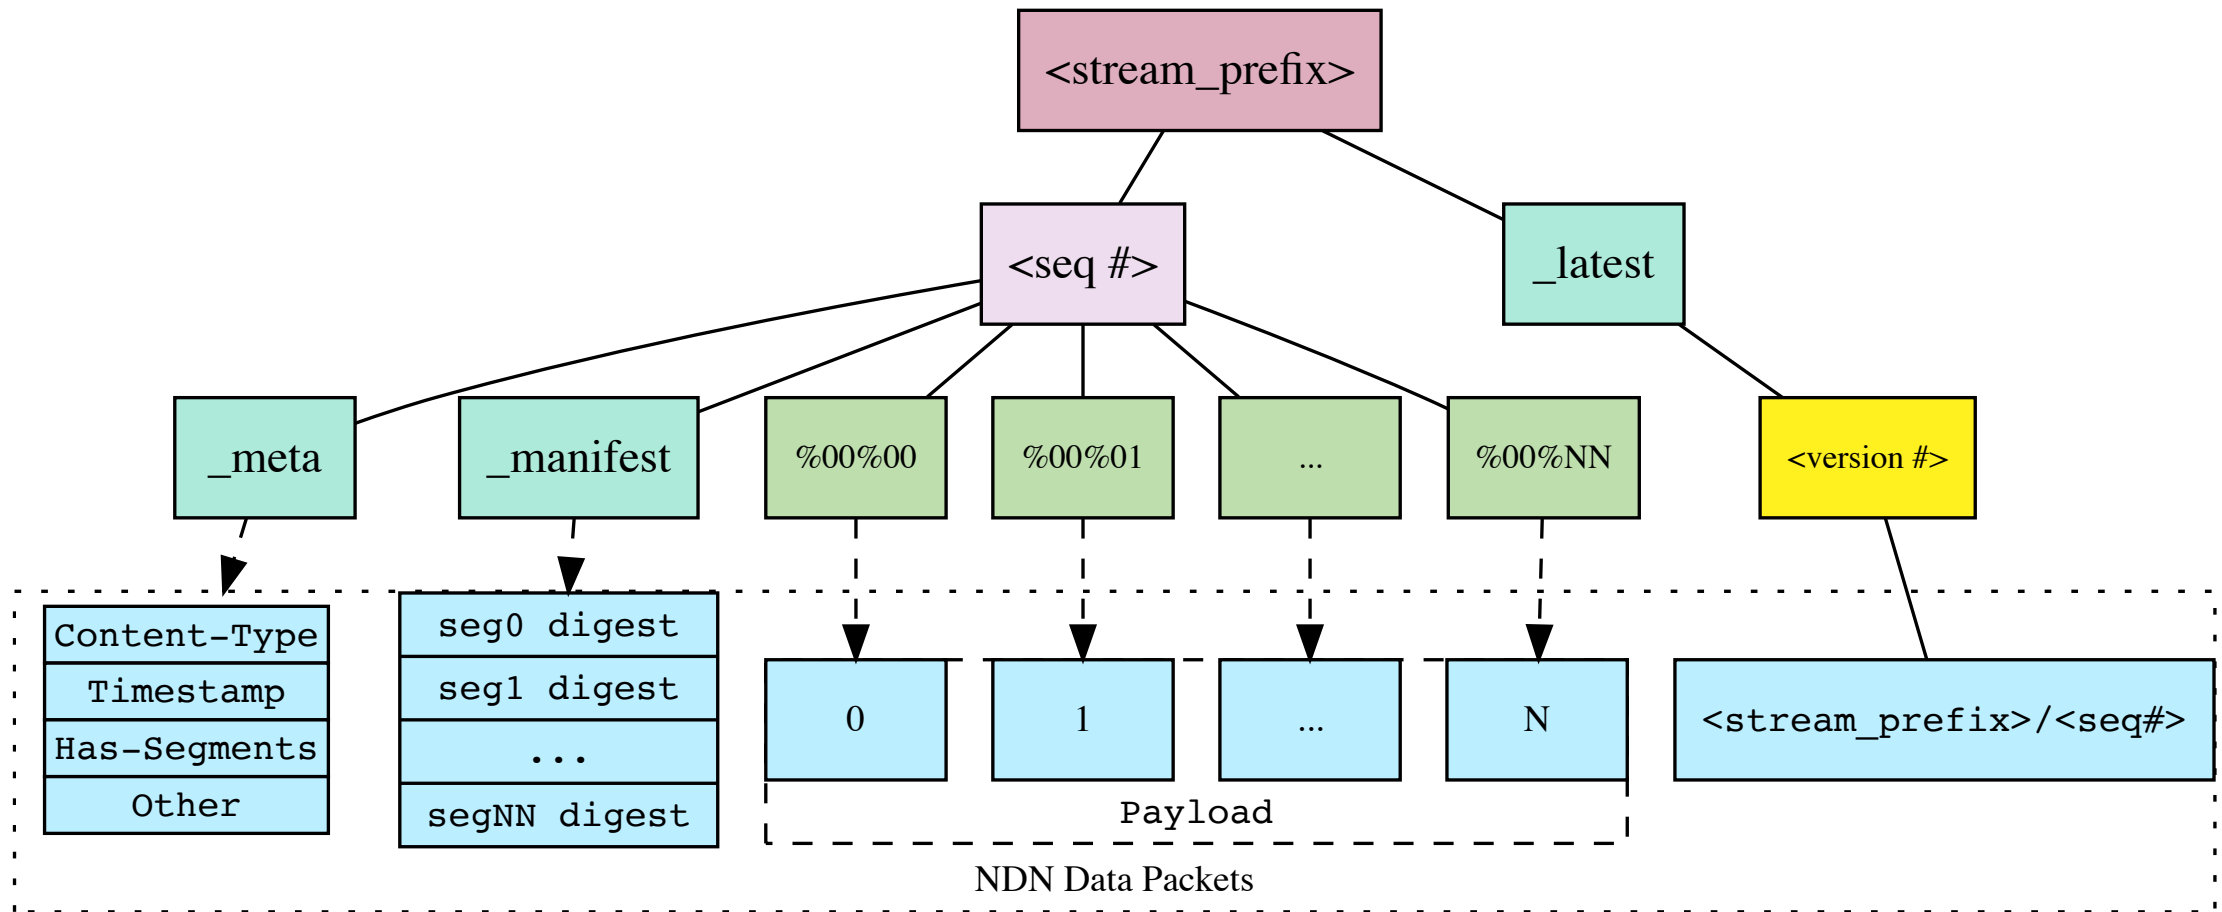 <stream_prefix>
<seq #>
_latest
_meta
_manifest
%00%00
%00%01
...
%00%NN
<version #>
Content-Type
Timestamp
Has-Segments
Other
seg0 digest
seg1 digest
...
segNN digest
0
1
...
N
<stream_prefix>/<seq#>
Payload
NDN Data Packets